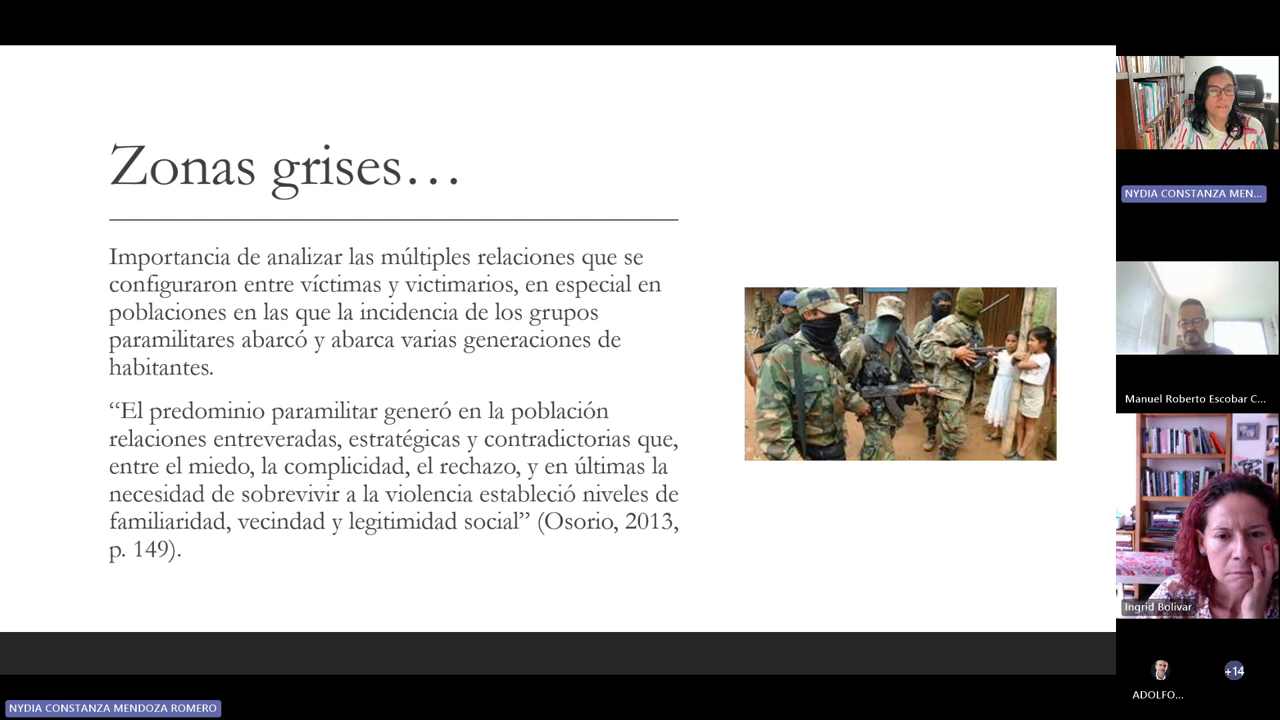 Zonas grises…
Importancia de analizar las múltiples relaciones que se
configuraron entre víctimas y victimarios, en especial en
poblaciones en las que la incidencia de los grupos
paramilitares abarcó y abarca varias generaciones de
habitantes.
“El predominio paramilitar generó en la población
relaciones entreveradas, estratégicas y contradictorias que,
entre el miedo, la complicidad, el rechazo, y en últimas la
necesidad de sobrevivir a la violencia estableció niveles de
familiaridad, vecindad y legitimidad social” (Osorio, 2013,
p. 149).
NYDIA CONSTANZA MEN...
Manuel Roberto Escobar C...
Ingrid Bolivar
ADOLFO...
+14
NYDIA CONSTANZA MENDOZA ROMERO